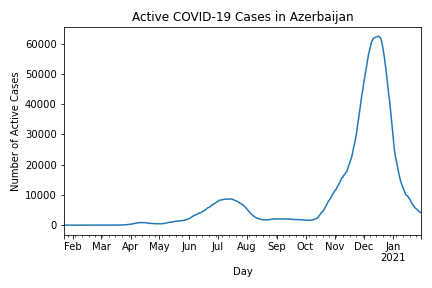 Active COVID-19 Cases in Azerbaijan
Number of Active Cases
60000
50000
40000
30000
20000
10000
0
Feb Mar Apr May Jun Jul Aug Sep Oct Nov Dec Jan
2021
Day